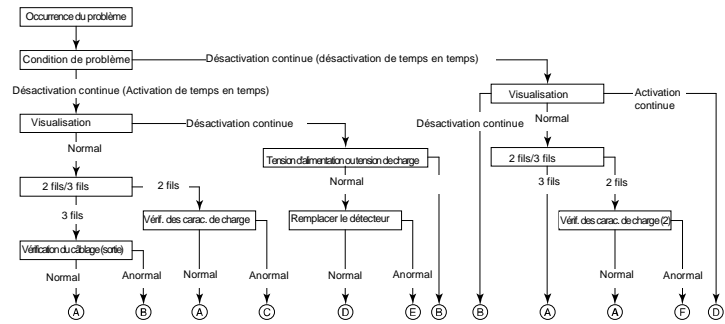 Occurrence du problème
Condition de problème
Désactivation continue (désactivation de temps en temps)
Désactivation continue (Activation de temps en temps)
Visualisation
Activation
continue
Visualisation
Désactivation continue
Désactivation continue
Normal
Normal
Tension d'alimentation ou tension de charge
2 fils/3 fils
2 fils/3 fils
2 fils
Normal
3 fils
2 fils
3 fils
Vérif. des carac. de charge
Remplacer le détecteur
Vérif. des carac. de charge (2)
Vérification du câblage (sortie)
Normal
Anormal
Normal
Anormal
Normal
Anormal
Normal
Anormal
A
B
A
C
D
E
B
B
A
A
F
D